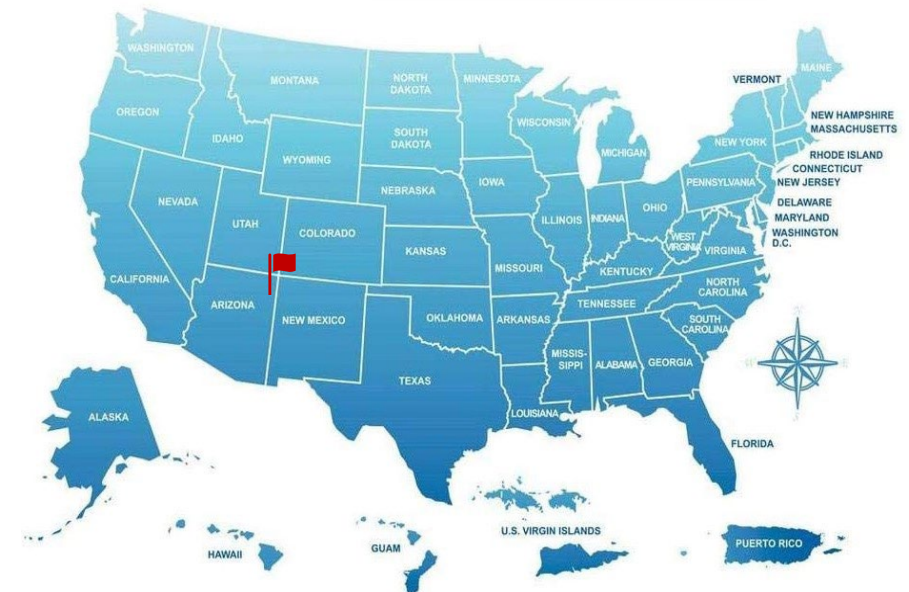 WASHINGTON
MONTANA
NORTH
DAKOTA
MINNESOTA
VERMONT
MAINE
OREGON
IDAHO
SOUTH
DAKOTA
WISCONSIN
MICHIGAN
NEW YORK
NEW HAMPSHIRE
MASSACHUSETTS
RHODE ISLAND
CONNECTICUT
NEW JERSEY
WYOMING
NEBRASKA
IOWA
PENNSYLVANIA
DELAWARE
MARYLAND
WASHINGTON
D.C.
NEVADA
UTAH
COLORADO
ILLINOIS
INDIANA
OHIO
WEST
VIRGINIA
VIRGINIA
CALIFORNIA
KANSAS
MISSOURI
KENTUCKY
NORTH
CAROLINA
ARIZONA
NEW MEXICO
OKLAHOMA
ARKANSAS
TENNESSEE
SOUTH
CAROLINA
TEXAS
MISSIS-
SIPPI
ALABAMA
GEORGIA
LOUISIANA
FLORIDA
N
W
E
S
ALASKA
HAWAII
GUAM
U.S. VIRGIN ISLANDS
PUERTO RICO